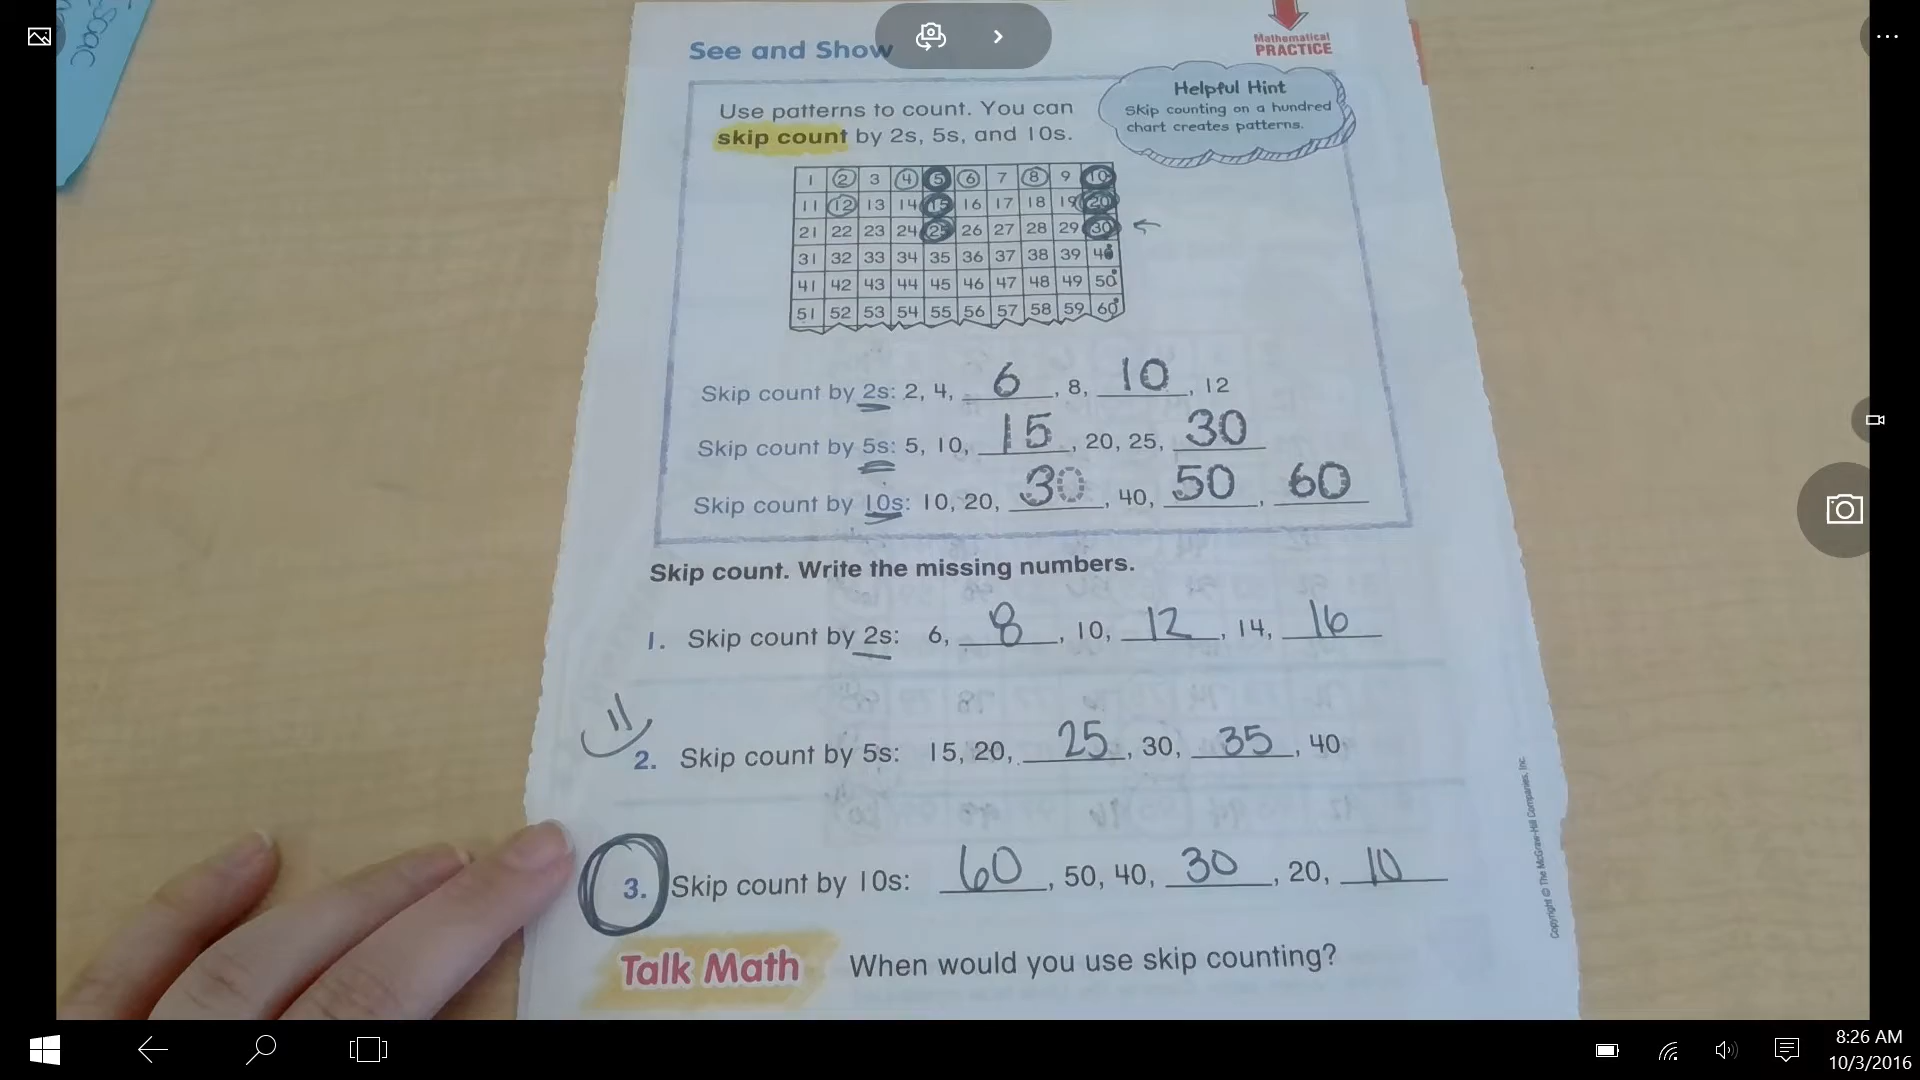 See and Show
Mathematical
PRACTICE
Helpful Hint
Skip counting on a hundred
chart creates patterns.
Use patterns to count. You can
skip count by 2s, 5s, and 10s.
1 2 3 4 5 6 7 8 9 10
11 12 13 14 15 16 17 18 19 20
21 22 23 24 25 26 27 28 29 30
31 32 33 34 35 36 37 38 39 40
41 42 43 44 45 46 47 48 49 50
51 52 53 54 55 56 57 58 59 60
Skip count by 2s: 2, 4, 6, 8, 10, 12
Skip count by 5s: 5, 10, 15, 20, 25, 30
Skip count by 10s: 10, 20, 30, 40, 50, 60
Skip count. Write the missing numbers.
1. Skip count by 2s: 6, 8, 10, 12, 14, 16
2. Skip count by 5s: 15, 20, 25, 30, 35, 40
3. Skip count by 10s: 60, 50, 40, 30, 20, 10
Talk Math When would you use skip counting?
Copyright © The McGraw-Hill Companies, Inc.
8:26 AM
10/3/2016